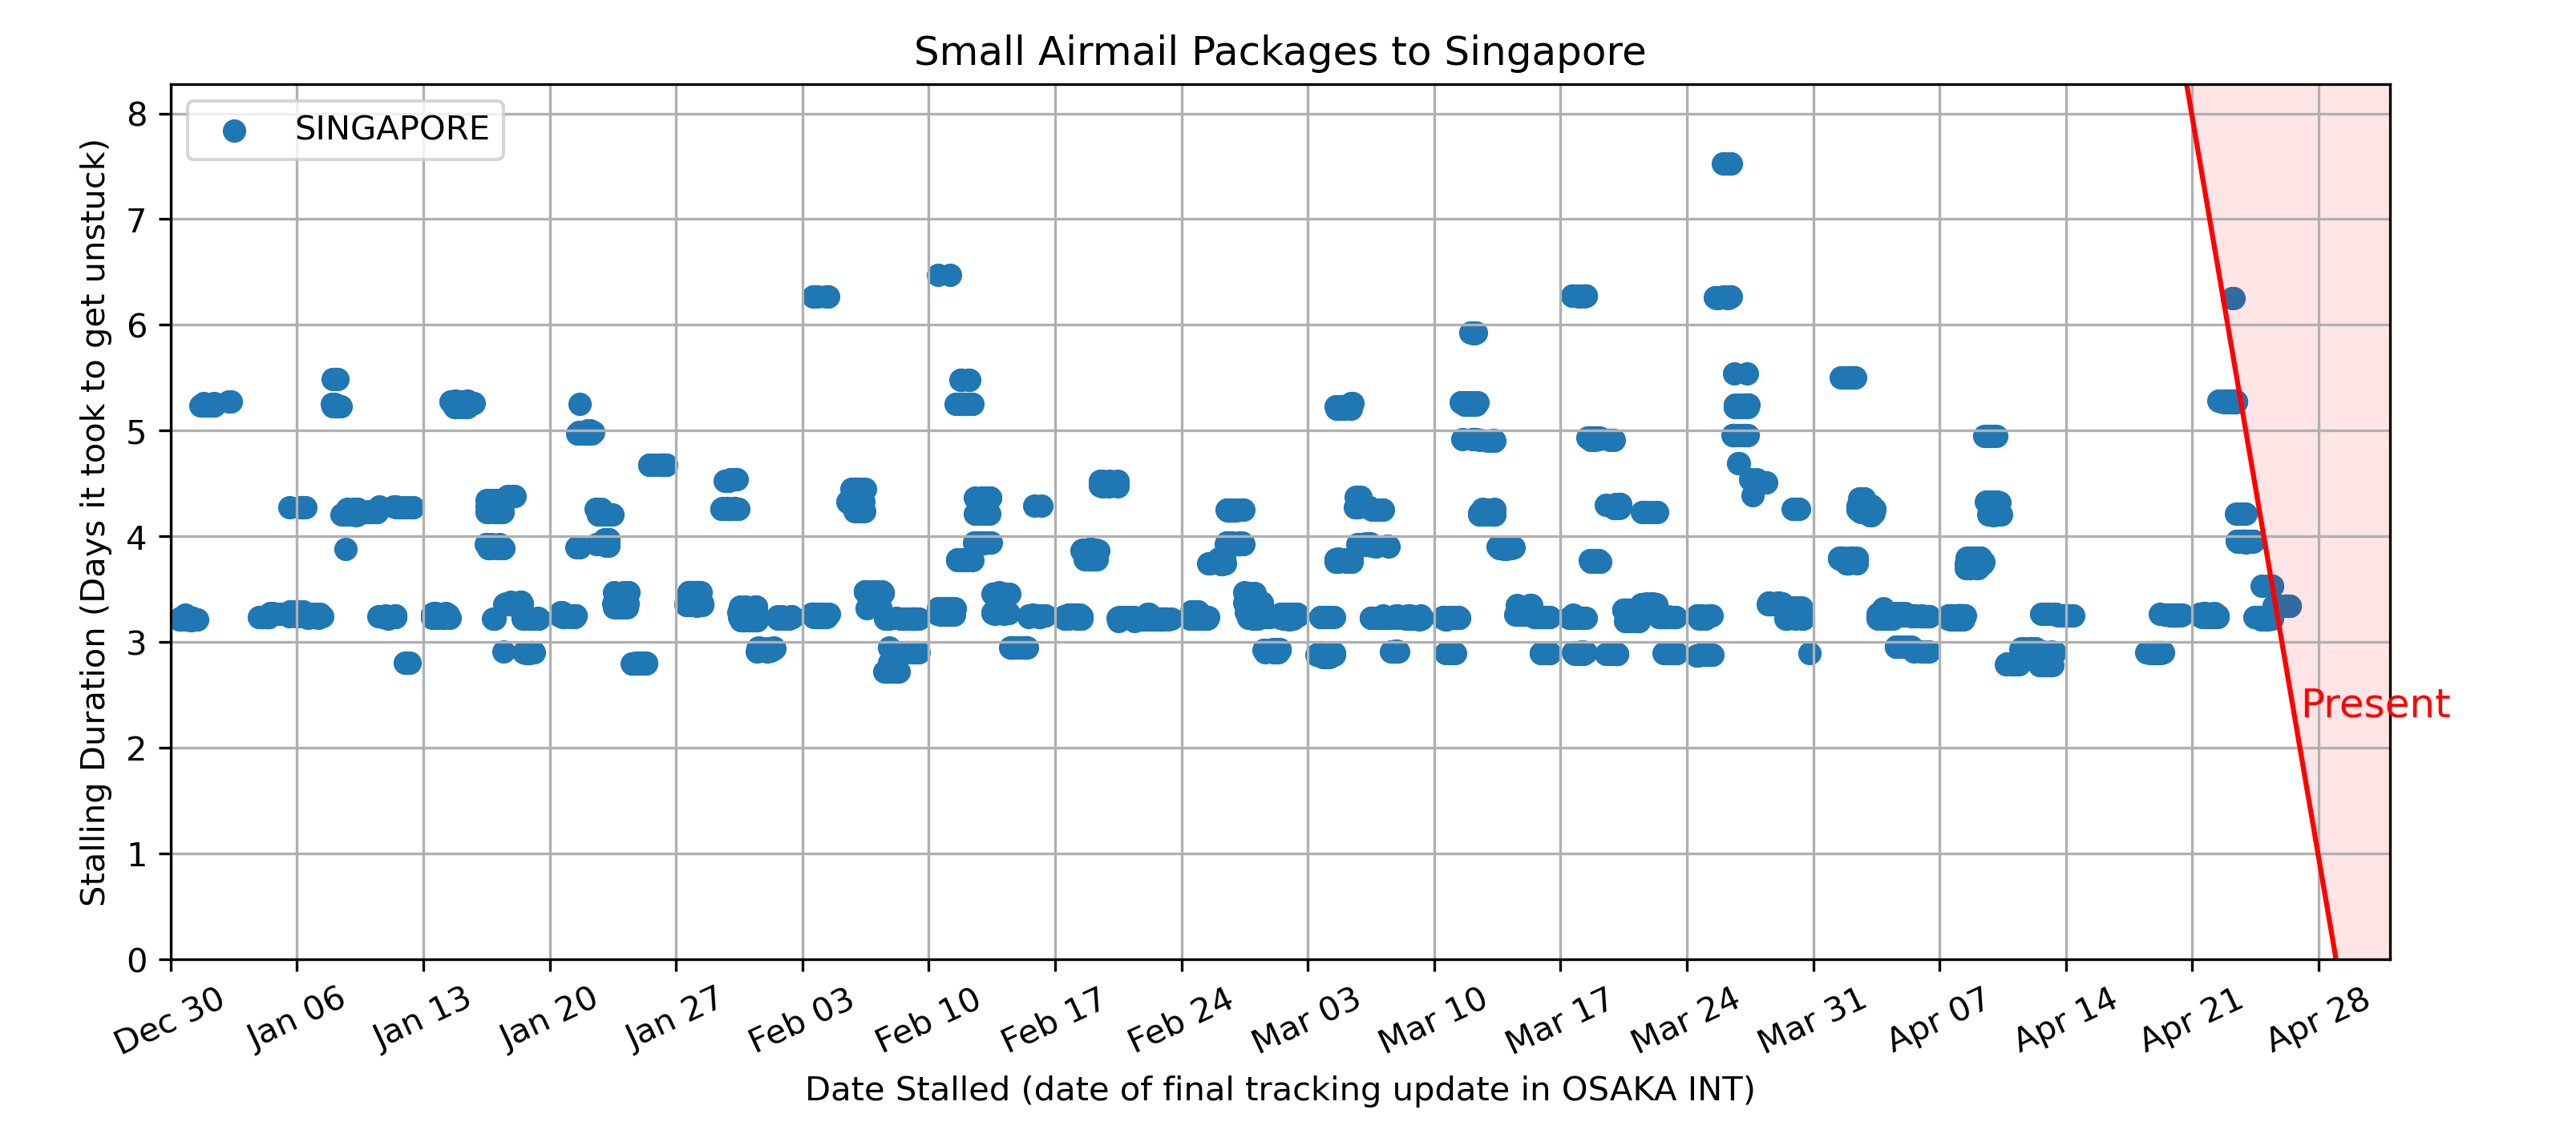 Small Airmail Packages to Singapore
SINGAPORE
Stalling Duration (Days it took to get unstuck)
8
7
6
5
4
3
2
1
0
Present
Dec 30
Jan 06
Jan 13
Jan 20
Jan 27
Feb 03
Feb 10
Feb 17
Feb 24
Mar 03
Mar 10
Mar 17
Mar 24
Mar 31
Apr 07
Apr 14
Apr 21
Apr 28
Date Stalled (date of final tracking update in OSAKA INT)